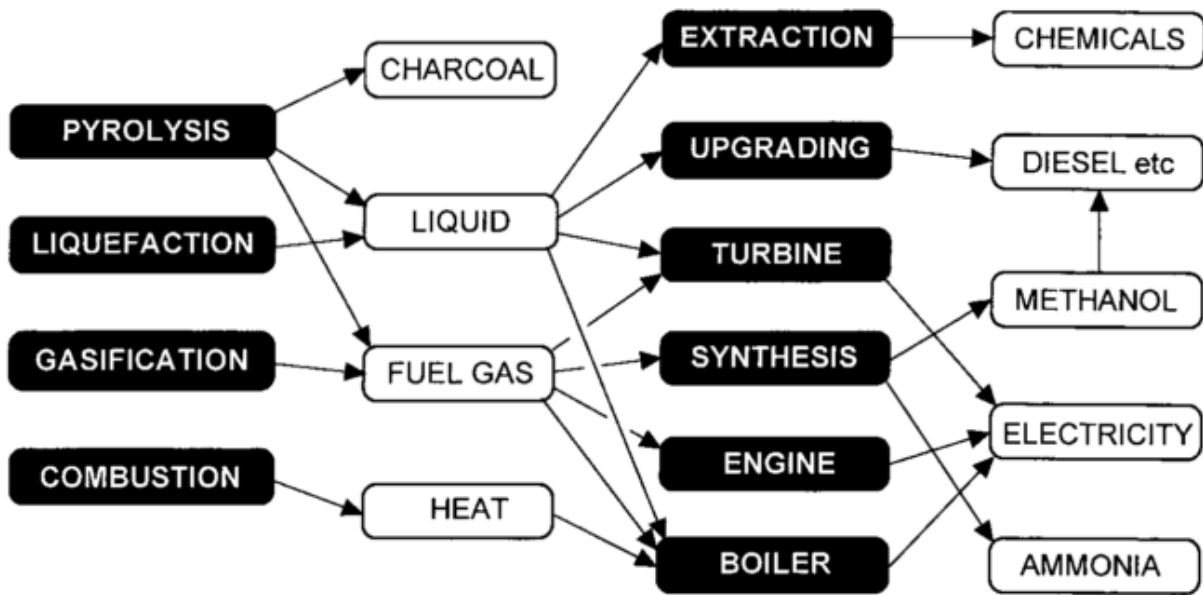 PYROLYSIS
LIQUEFACTION
GASIFICATION
COMBUSTION
CHARCOAL
LIQUID
FUEL GAS
HEAT
EXTRACTION
UPGRADING
TURBINE
SYNTHESIS
ENGINE
BOILER
CHEMICALS
DIESEL etc
METHANOL
ELECTRICITY
AMMONIA